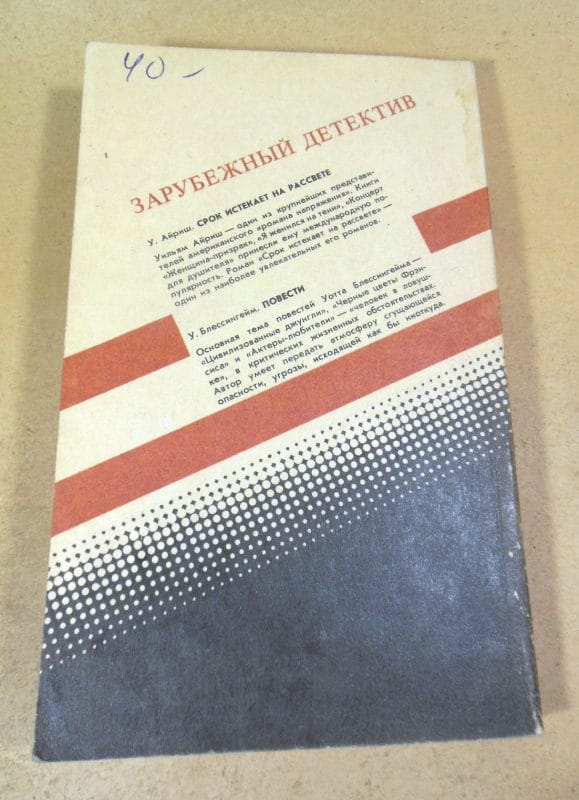 40 –
ЗАРУБЕЖНЫЙ ДЕТЕКТИВ
У. Айриш. СРОК ИСТЕКАЕТ НА РАССВЕТЕ
Уильям Айриш — один из крупнейших представи-
телей американского «романа напряжения». Книги
«Женщина-призрак», «Я женился на тени», «Концерт
для душителя» принесли ему международную по-
пулярность. Роман «Срок истекает на рассвете» —
один из наиболее увлекательных его романов.
У. Блессингейм. ПОВЕСТИ
Основная тема повестей Уотта Блессингейма —
«Цивилизованные джунгли», «Черные цветы Фрэн-
сиса» и «Актеры-любители» — «человек в ловуш-
ке», в критических жизненных обстоятельствах.
Автор умеет передать атмосферу сгущающейся
опасности, угрозы, исходящей как бы ниоткуда.